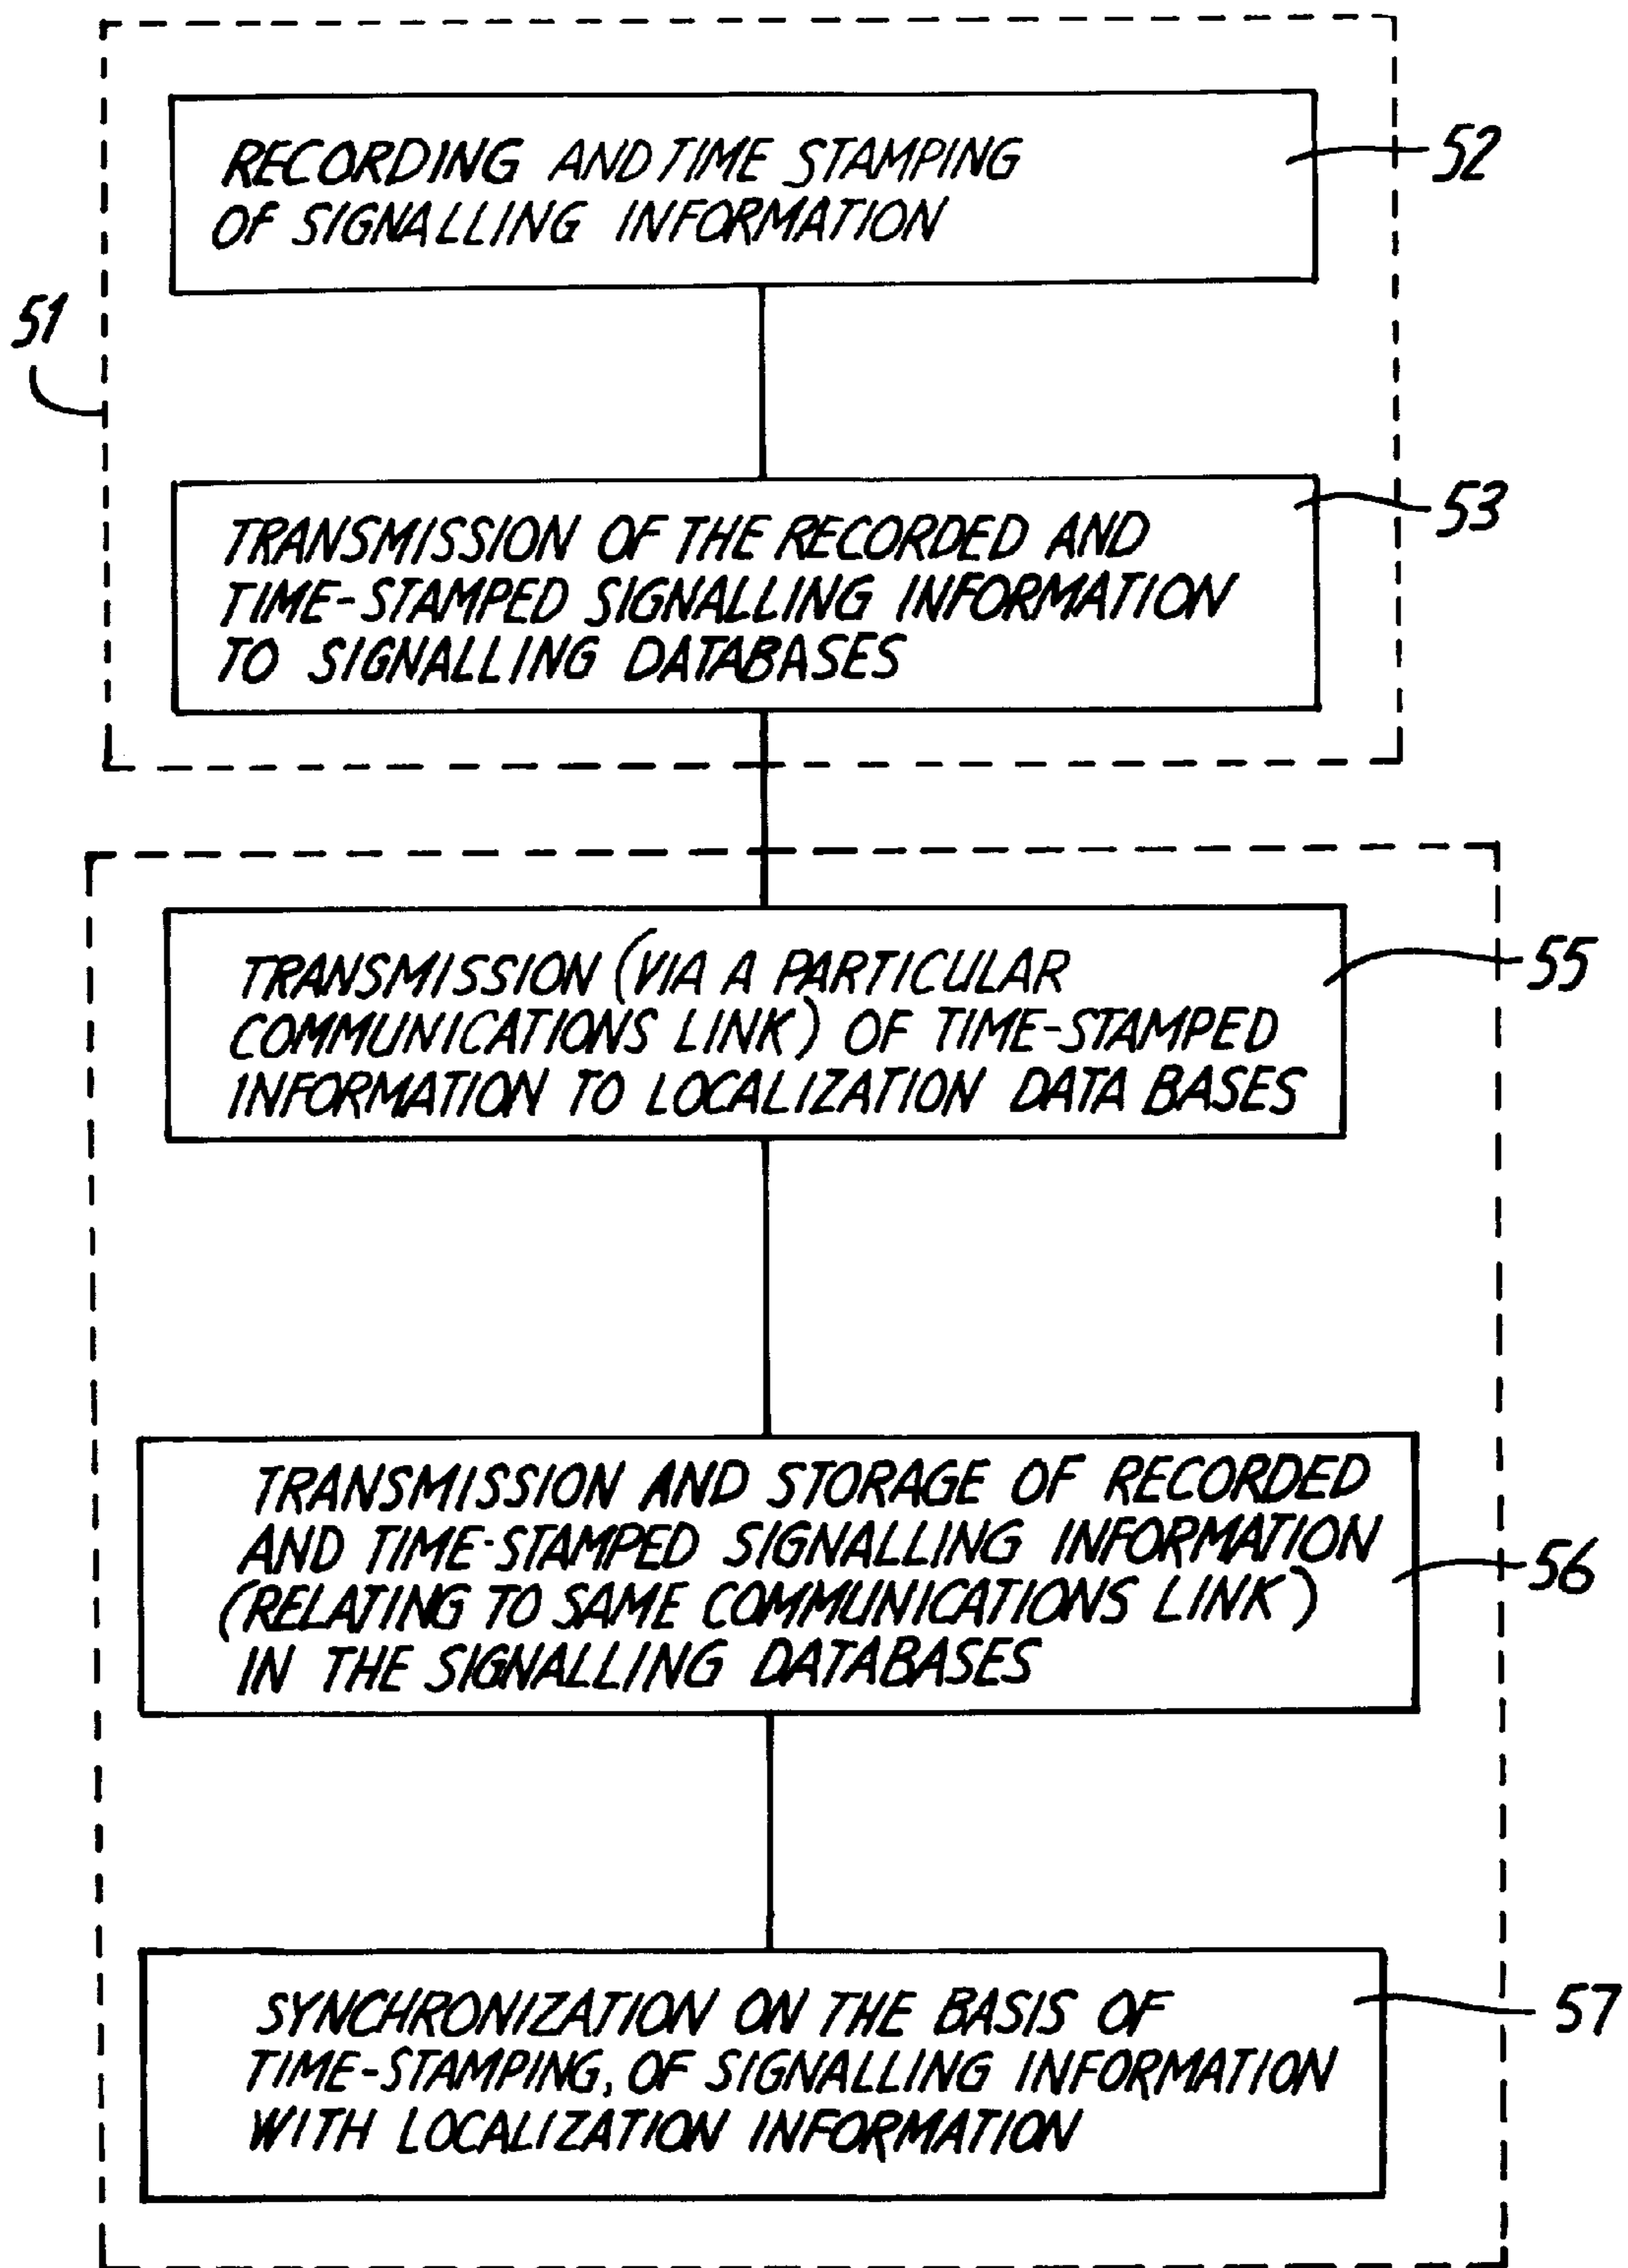 RECORDING AND TIME STAMPING
OF SIGNALLING INFORMATION
52
51
TRANSMISSION OF THE RECORDED AND
TIME-STAMPED SIGNALLING INFORMATION
TO SIGNALLING DATABASES
53
TRANSMISSION (VIA A PARTICULAR
COMMUNICATIONS LINK) OF TIME-STAMPED
INFORMATION TO LOCALIZATION DATA BASES
55
TRANSMISSION AND STORAGE OF RECORDED
AND TIME-STAMPED SIGNALLING INFORMATION
(RELATING TO SAME COMMUNICATIONS LINK)
IN THE SIGNALLING DATABASES
56
SYNCHRONIZATION ON THE BASIS OF
TIME-STAMPING, OF SIGNALLING INFORMATION
WITH LOCALIZATION INFORMATION
57